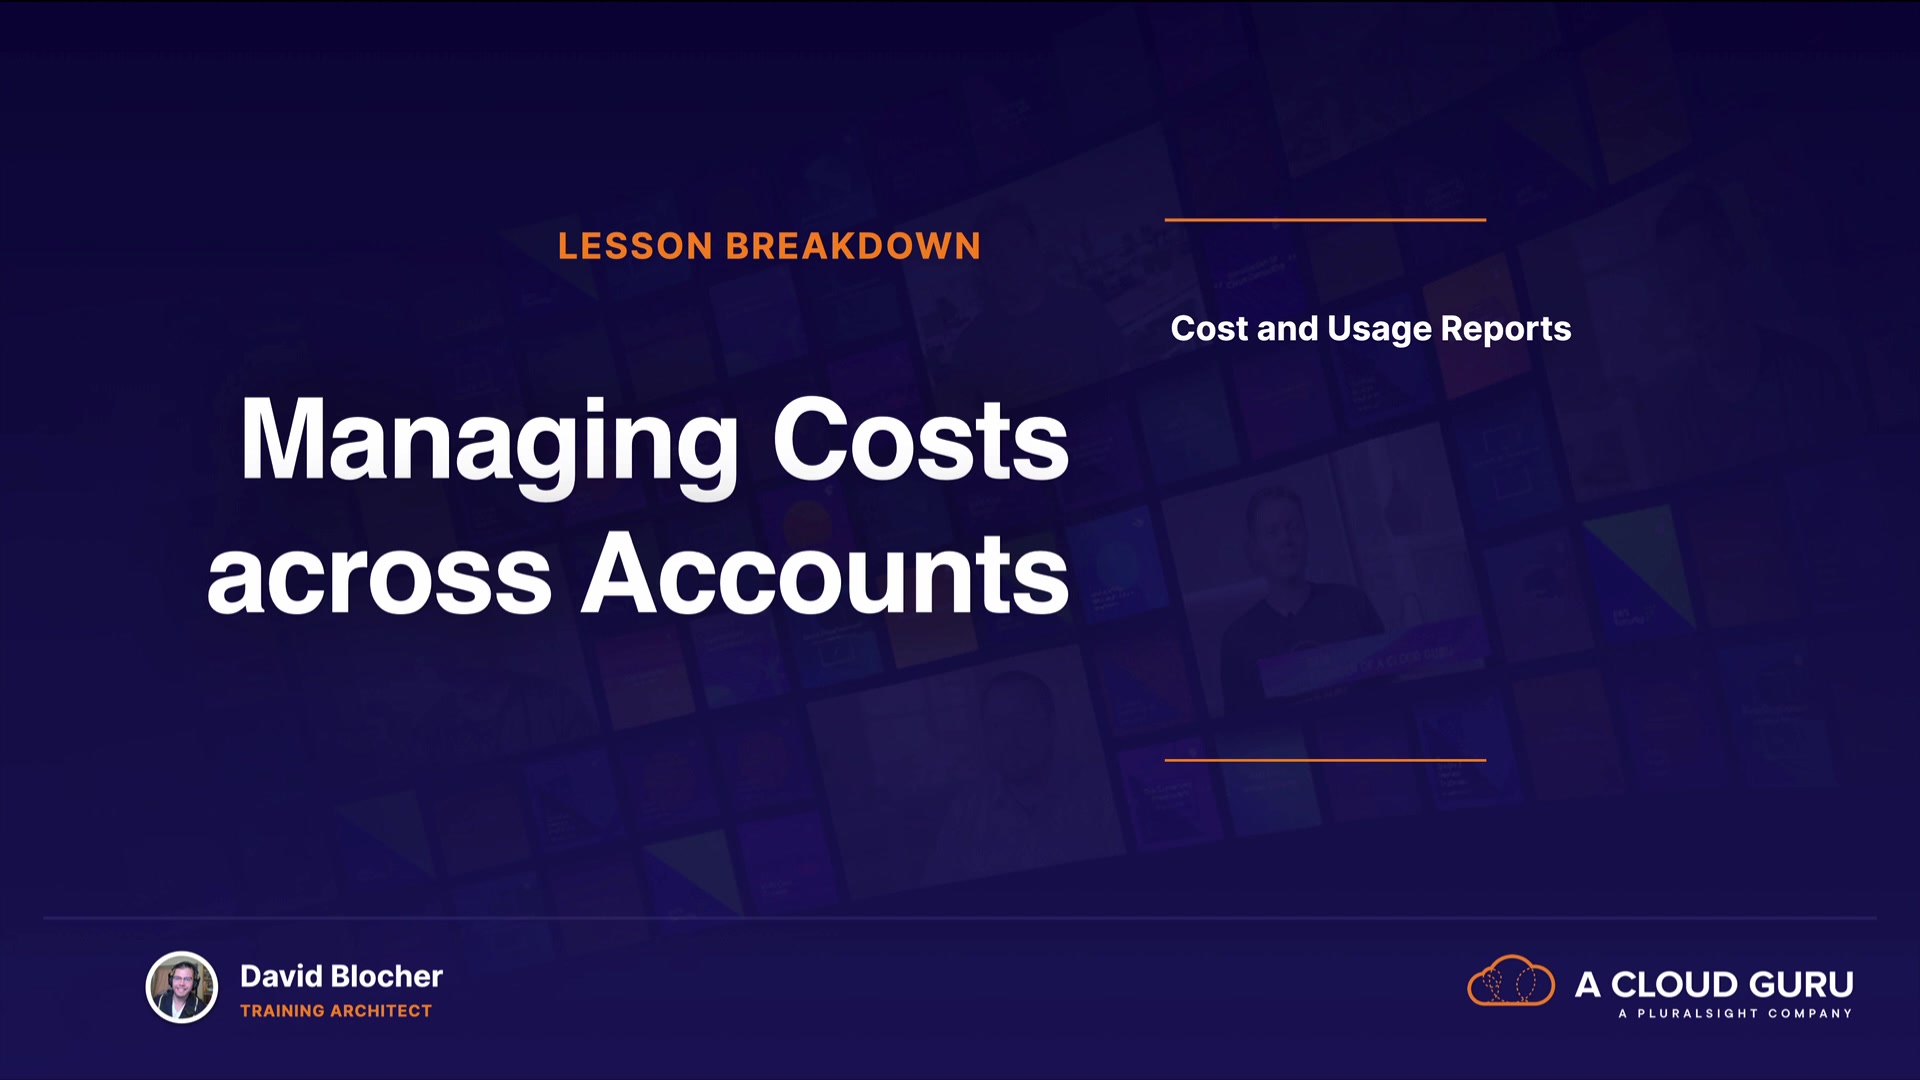 LESSON BREAKDOWN
Managing Costs
across Accounts
Cost and Usage Reports
David Blocher
TRAINING ARCHITECT
A CLOUD GURU
A PLURALSIGHT COMPANY